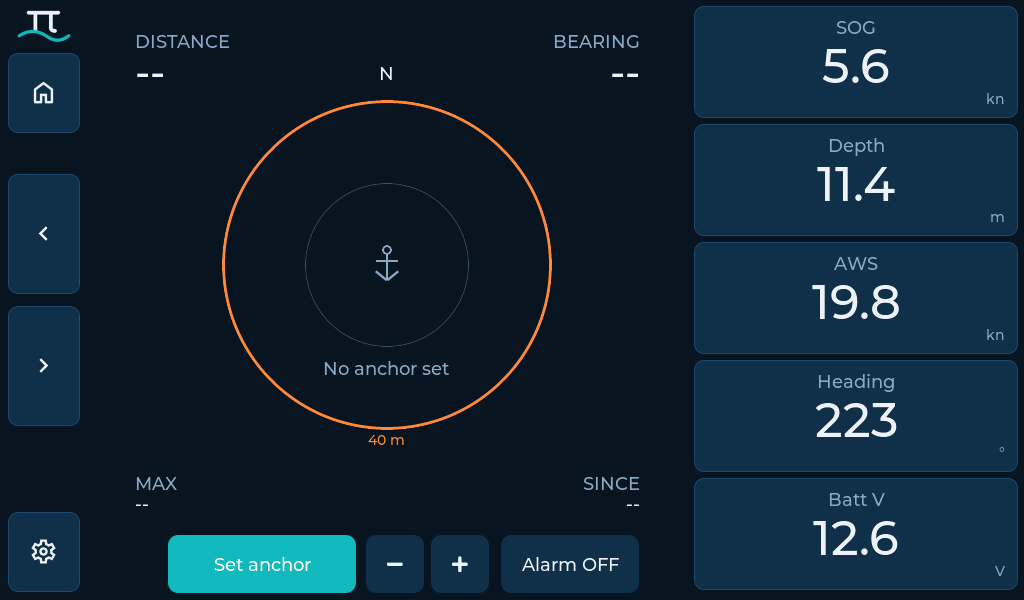 DISTANCE
--
BEARING
--
N
No anchor set
40 m
MAX
--
SINCE
--
Set anchor
−
+
Alarm OFF
SOG
5.6
kn
Depth
11.4
m
AWS
19.8
kn
Heading
223
°
Batt V
12.6
V